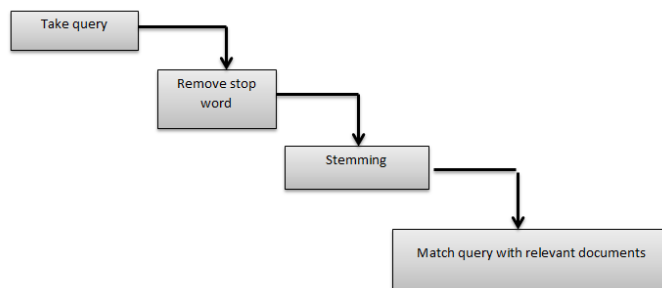 Take query
Remove stop
word
Stemming
Match query with relevant documents